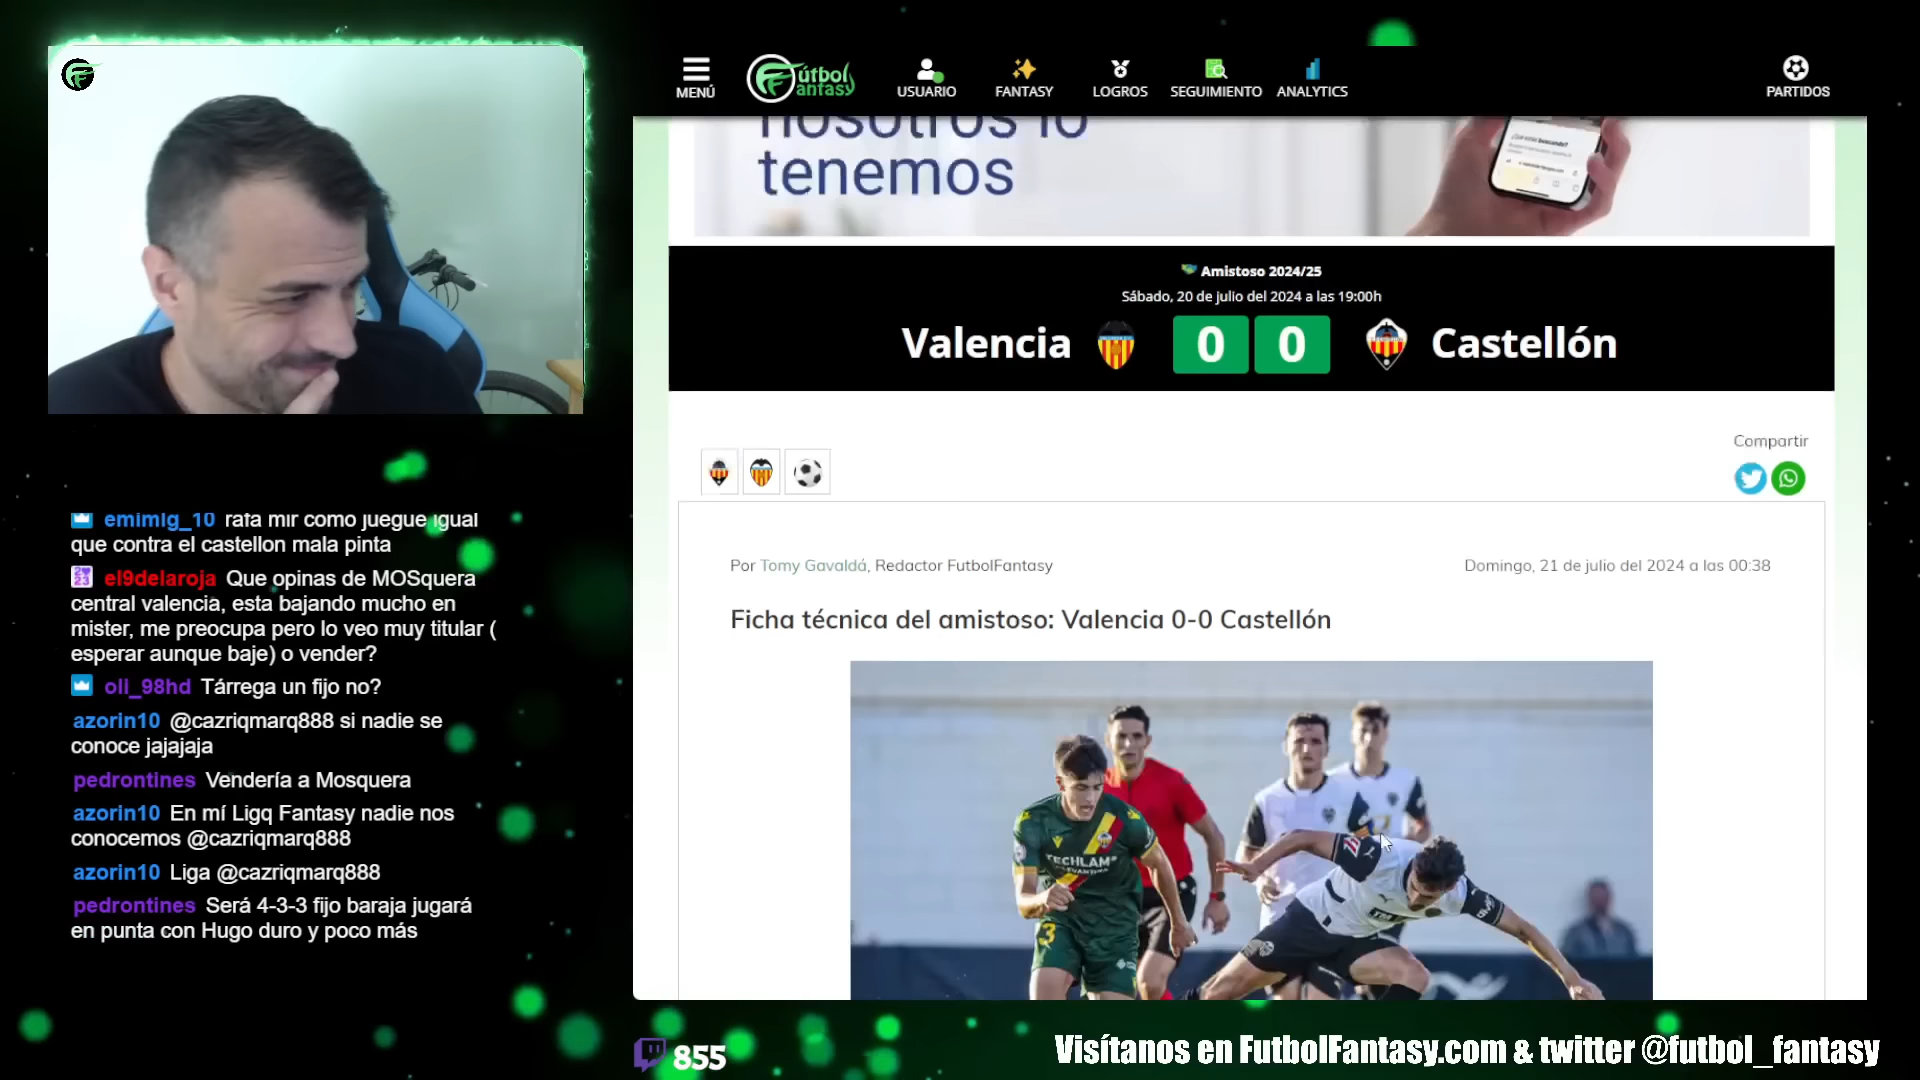 MENÚ
Fútbol
Fantasy
USUARIO
FANTASY
LOGROS
SEGUIMIENTO
ANALYTICS
PARTIDOS
nosotros lo
tenemos
Amistoso 2024/25
Sábado, 20 de julio del 2024 a las 19:00h
Valencia 0 0 Castellón
Compartir
Por Tomy Gavaldá, Redactor FutbolFantasy
Domingo, 21 de julio del 2024 a las 00:38
Ficha técnica del amistoso: Valencia 0-0 Castellón
TECHLAM
3
emimig_10 rafa mir como juegue igual
que contra el castellon mala pinta
el9delaroja Que opinas de MOSquera
central valencia, esta bajando mucho en
mister, me preocupa pero lo veo muy titular (
esperar aunque baje) o vender?
oli_98hd Tárrega un fijo no?
azorin10 @cazriqmarq888 si nadie se
conoce jajajaja
pedrontines Vendería a Mosquera
azorin10 En mí Ligq Fantasy nadie nos
conocemos @cazriqmarq888
azorin10 Liga @cazriqmarq888
pedrontines Será 4-3-3 fijo baraja jugará
en punta con Hugo duro y poco más
855
Visítanos en FutbolFantasy.com & twitter @futbol_fantasy